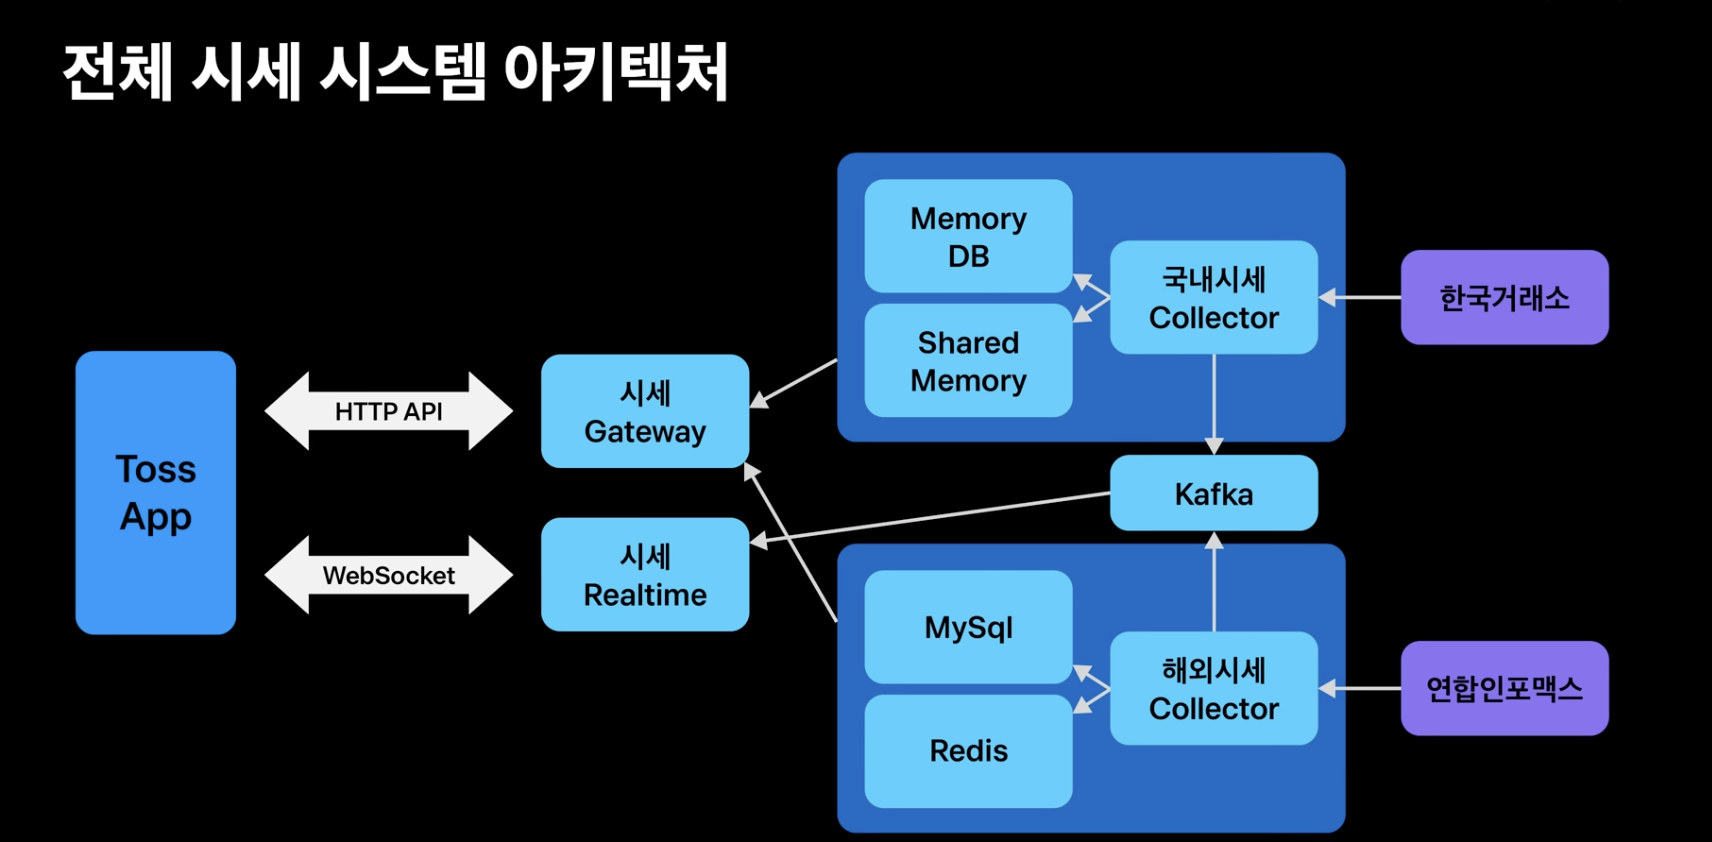 전체 시세 시스템 아키텍처
Toss
App
HTTP API
WebSocket
시세
Gateway
시세
Realtime
Memory
DB
Shared
Memory
국내시세
Collector
한국거래소
Kafka
MySql
Redis
해외시세
Collector
연합인포맥스